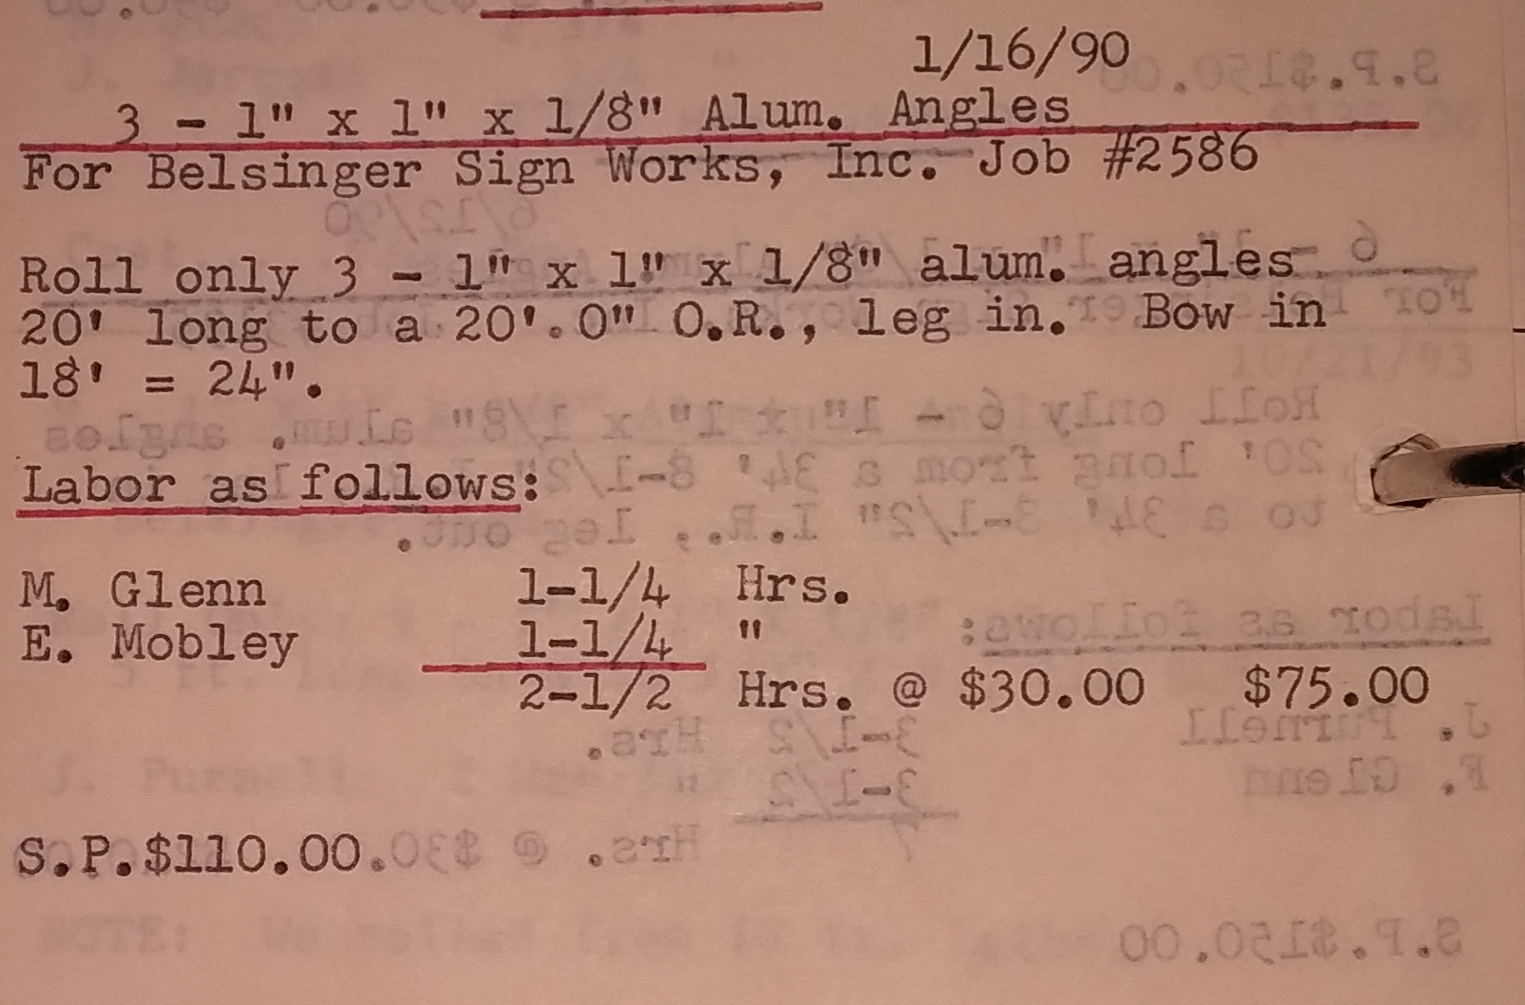 1/16/90
3 - 1" x 1" x 1/8" Alum. Angles
For Belsinger Sign Works, Inc. Job #2586
Roll only 3 - 1" x 1" x 1/8" alum. angles
20' long to a 20'.0" O.R., leg in. Bow in
18' = 24".
Labor as follows:
M. Glenn 1-1/4 Hrs.
E. Mobley 1-1/4 "
2-1/2 Hrs. @ $30.00 $75.00
S.P.$110.00.